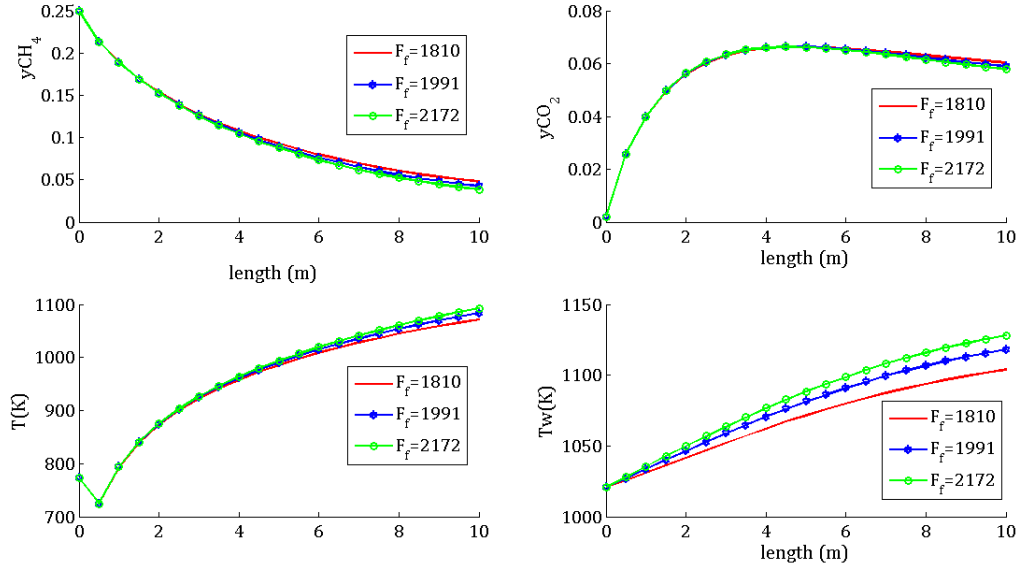 0.25
0.2
0.15
0.1
0.05
0
yCH4
0 2 4 6 8 10
length (m)
Ff=1810
Ff=1991
Ff=2172
0.08
0.06
0.04
0.02
0
yCO2
0 2 4 6 8 10
length (m)
Ff=1810
Ff=1991
Ff=2172
1100
1000
900
800
700
T(K)
0 2 4 6 8 10
Ff=1810
Ff=1991
Ff=2172
1150
1100
1050
1000
Tw(K)
0 2 4 6 8 10
length (m)
Ff=1810
Ff=1991
Ff=2172